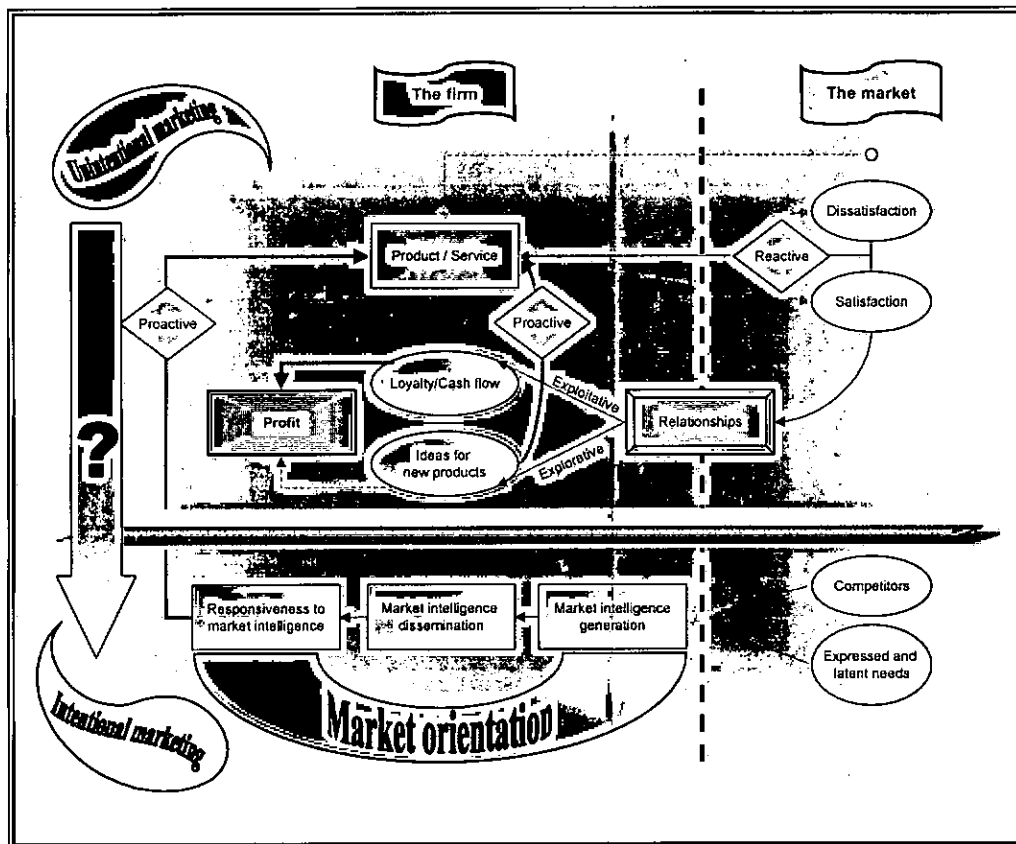 The firm
The market
Unintentional marketing
Dissatisfaction
Product / Service
Reactive
Satisfaction
Proactive
Proactive
Loyalty/Cash flow
Exploitative
Profit
Relationships
?
Ideas for
new products
Explorative
Responsiveness to
market intelligence
Market intelligence
dissemination
Market intelligence
generation
Competitors
Expressed and
latent needs
Intentional marketing
Market orientation